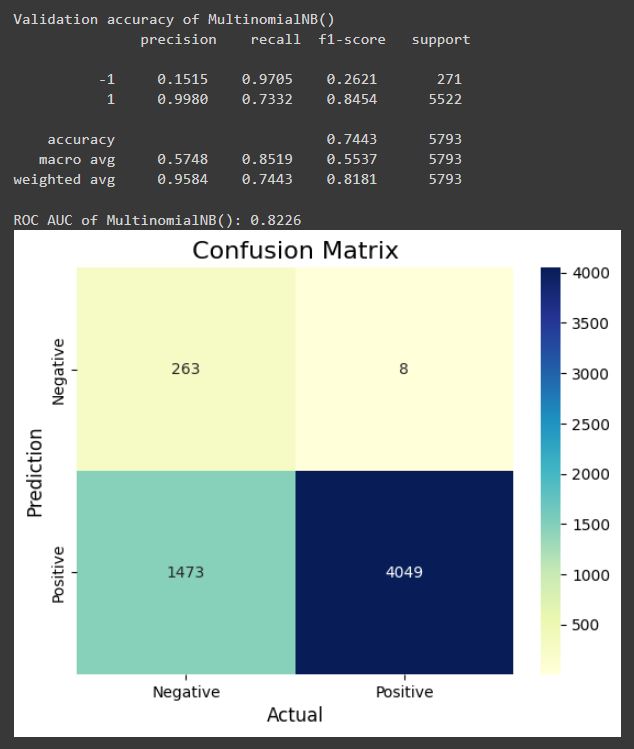 Validation accuracy of MultinomialNB()
precision recall f1-score support
-1 0.1515 0.9705 0.2621 271
1 0.9980 0.7332 0.8454 5522
accuracy 0.7443 5793
macro avg 0.5748 0.8519 0.5537 5793
weighted avg 0.9584 0.7443 0.8181 5793
ROC AUC of MultinomialNB(): 0.8226
Confusion Matrix
Prediction
Negative
263 8
Positive
1473 4049
Negative Positive
Actual
4000
3500
3000
2500
2000
1500
1000
500